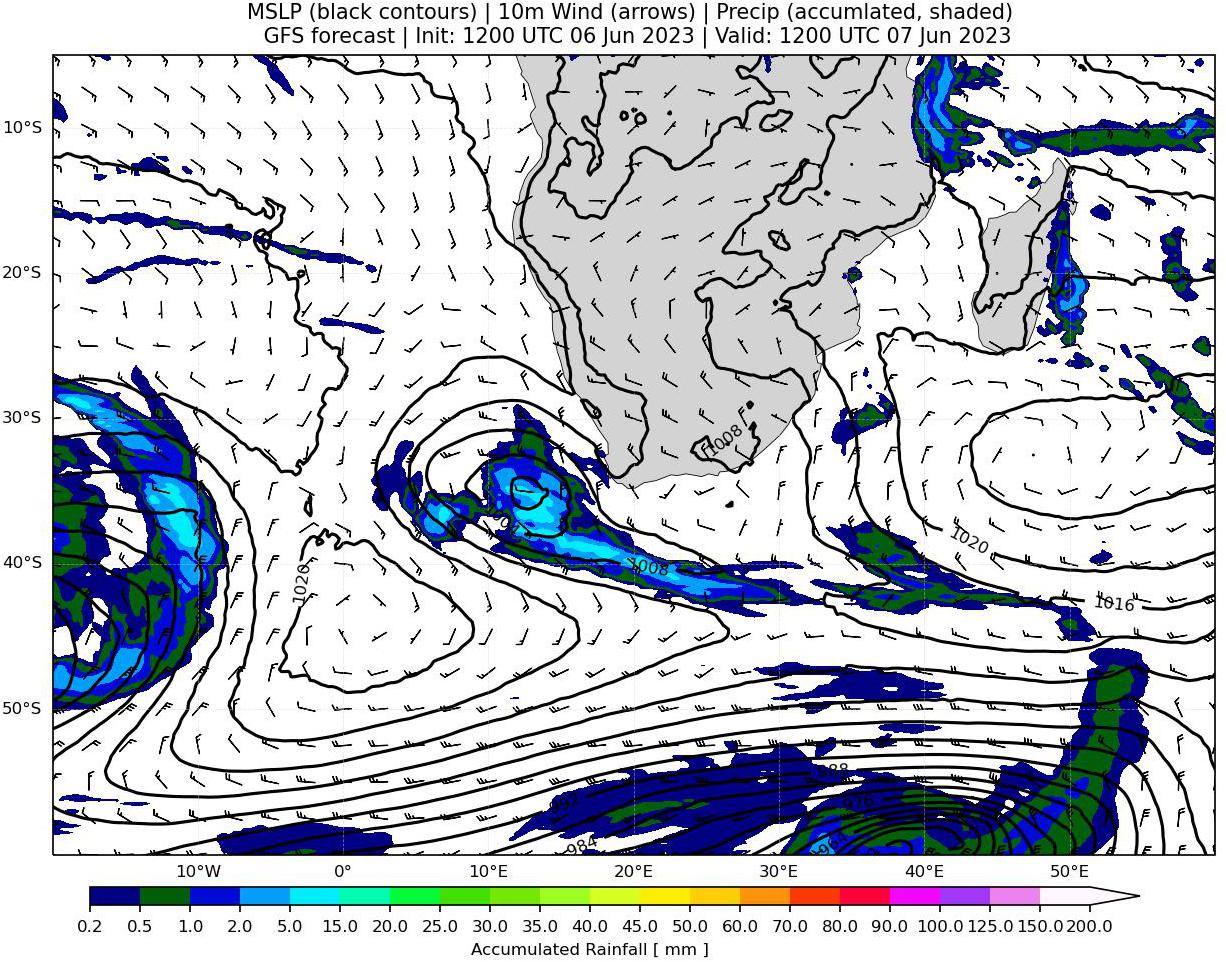 MSLP (black contours) | 10m Wind (arrows) | Precip (accumlated, shaded)
GFS forecast | Init: 1200 UTC 06 Jun 2023 | Valid: 1200 UTC 07 Jun 2023
10°S
20°S
30°S
1008
1004
1020
40°S
1008
1020
1016
50°S
988
992
976
984
10°W 0° 10°E 20°E 30°E 40°E 50°E
0.2 0.5 1.0 2.0 5.0 15.0 20.0 25.0 30.0 35.0 40.0 45.0 50.0 60.0 70.0 80.0 90.0 100.0 125.0 150.0 200.0
Accumulated Rainfall [ mm ]